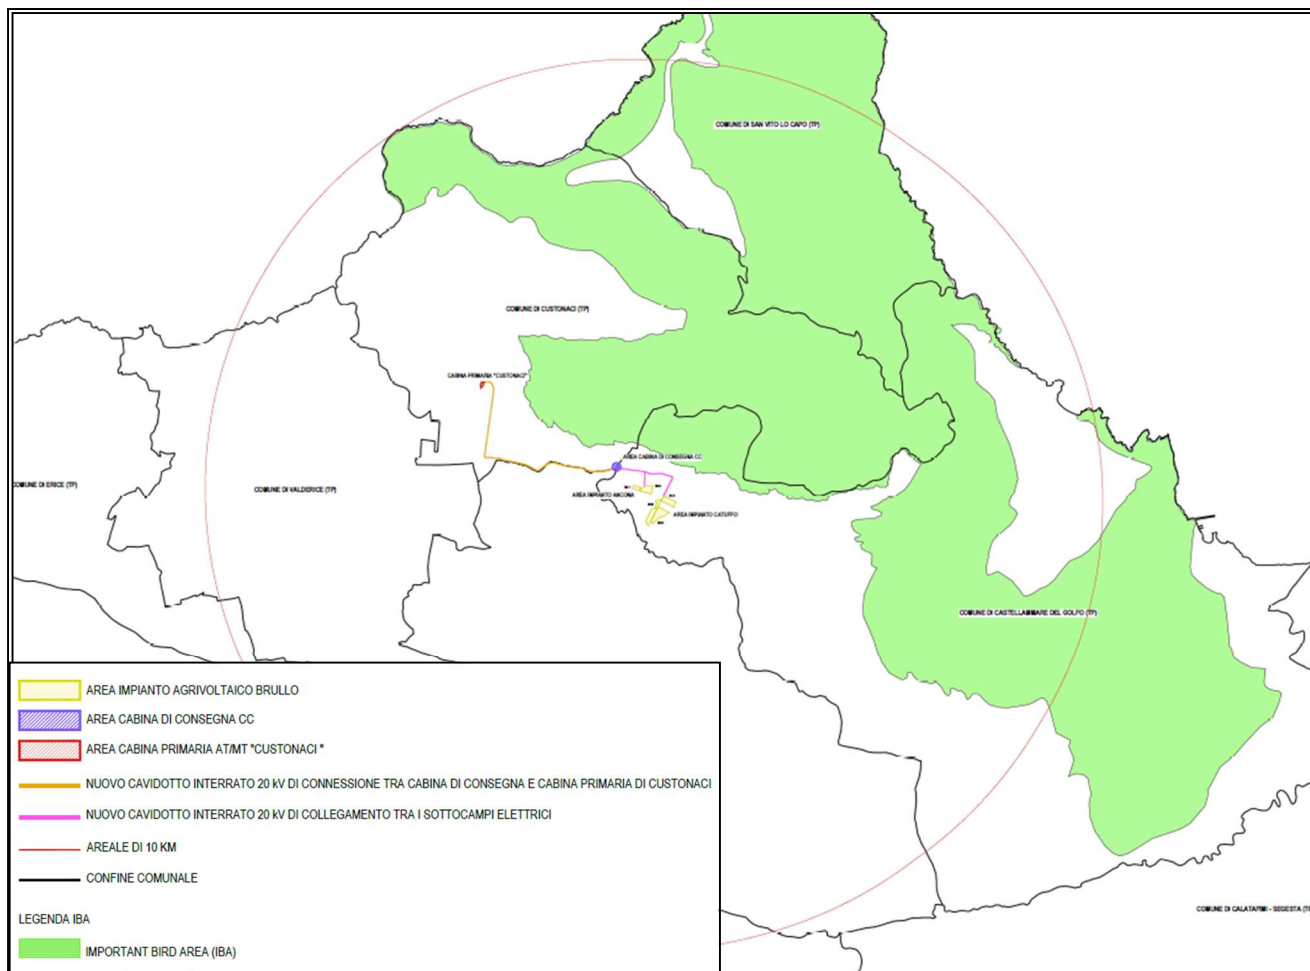 COMUNE DI SAN VITO LO CAPO (TP)
COMUNE DI CUSTONACI (TP)
CABINA PRIMARIA "CUSTONACI"
AREA CABINA DI CONSEGNA CC
COMUNE DI ERICE (TP)
COMUNE DI VALDERICE (TP)
AREA IMPIANTO ANCONA
AREA IMPIANTO CATUFFO
COMUNE DI CASTELLAMMARE DEL GOLFO (TP)
AREA IMPIANTO AGRIVOLTAICO BRULLO
AREA CABINA DI CONSEGNA CC
AREA CABINA PRIMARIA AT/MT "CUSTONACI "
NUOVO CAVIDOTTO INTERRATO 20 kV DI CONNESSIONE TRA CABINA DI CONSEGNA E CABINA PRIMARIA DI CUSTONACI
NUOVO CAVIDOTTO INTERRATO 20 kV DI COLLEGAMENTO TRA I SOTTOCAMPI ELETTRICI
AREALE DI 10 KM
CONFINE COMUNALE
COMUNE DI CALATAFIMI - SEGESTA (T
LEGENDA IBA
IMPORTANT BIRD AREA (IBA)